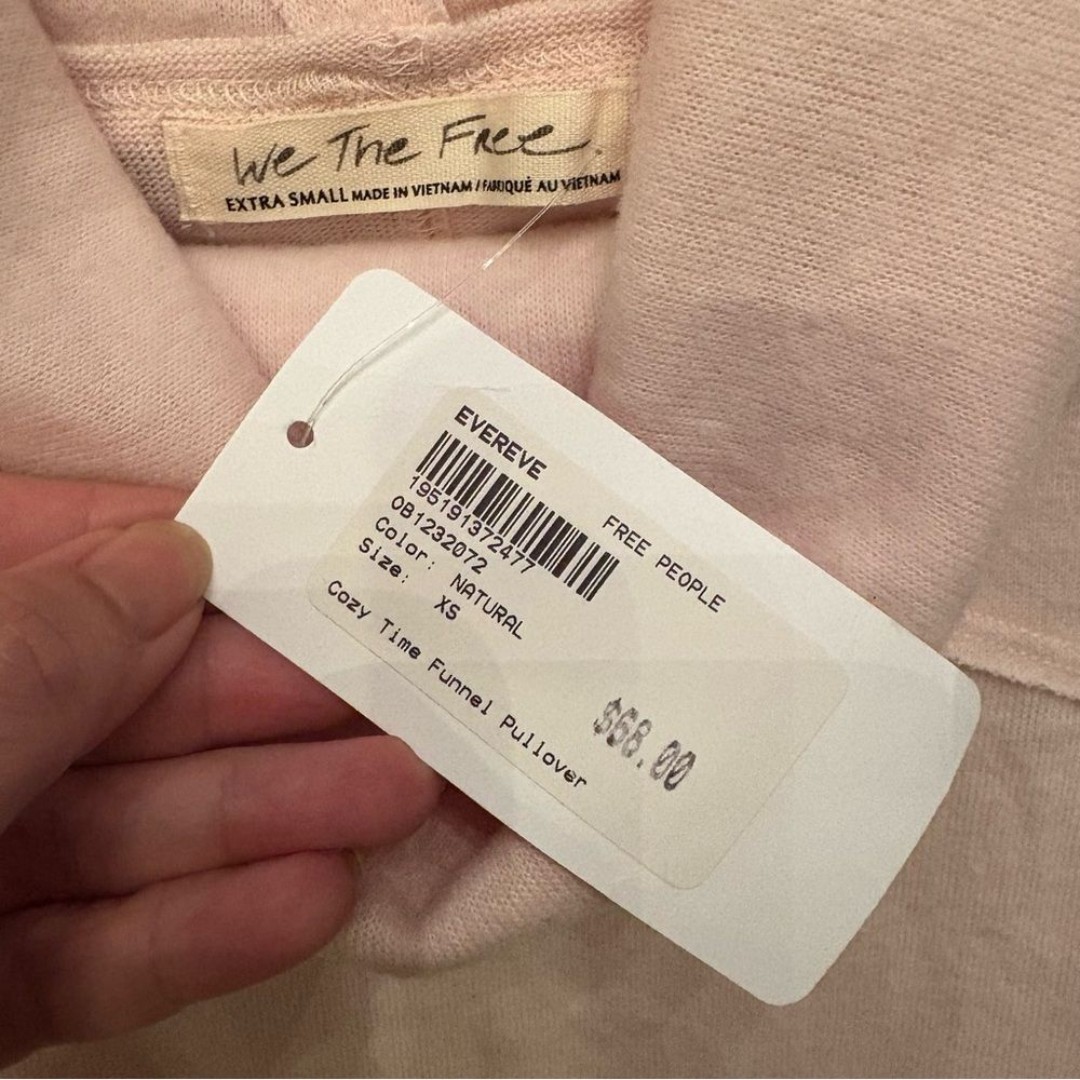 We The Free.
EXTRA SMALL MADE IN VIETNAM / FABRIQUÉ AU VIETNAM
EVEREVE
195191372477
FREE PEOPLE
OB1232072
Color: NATURAL
Size: XS
Cozy Time Funnel Pullover
$68.00